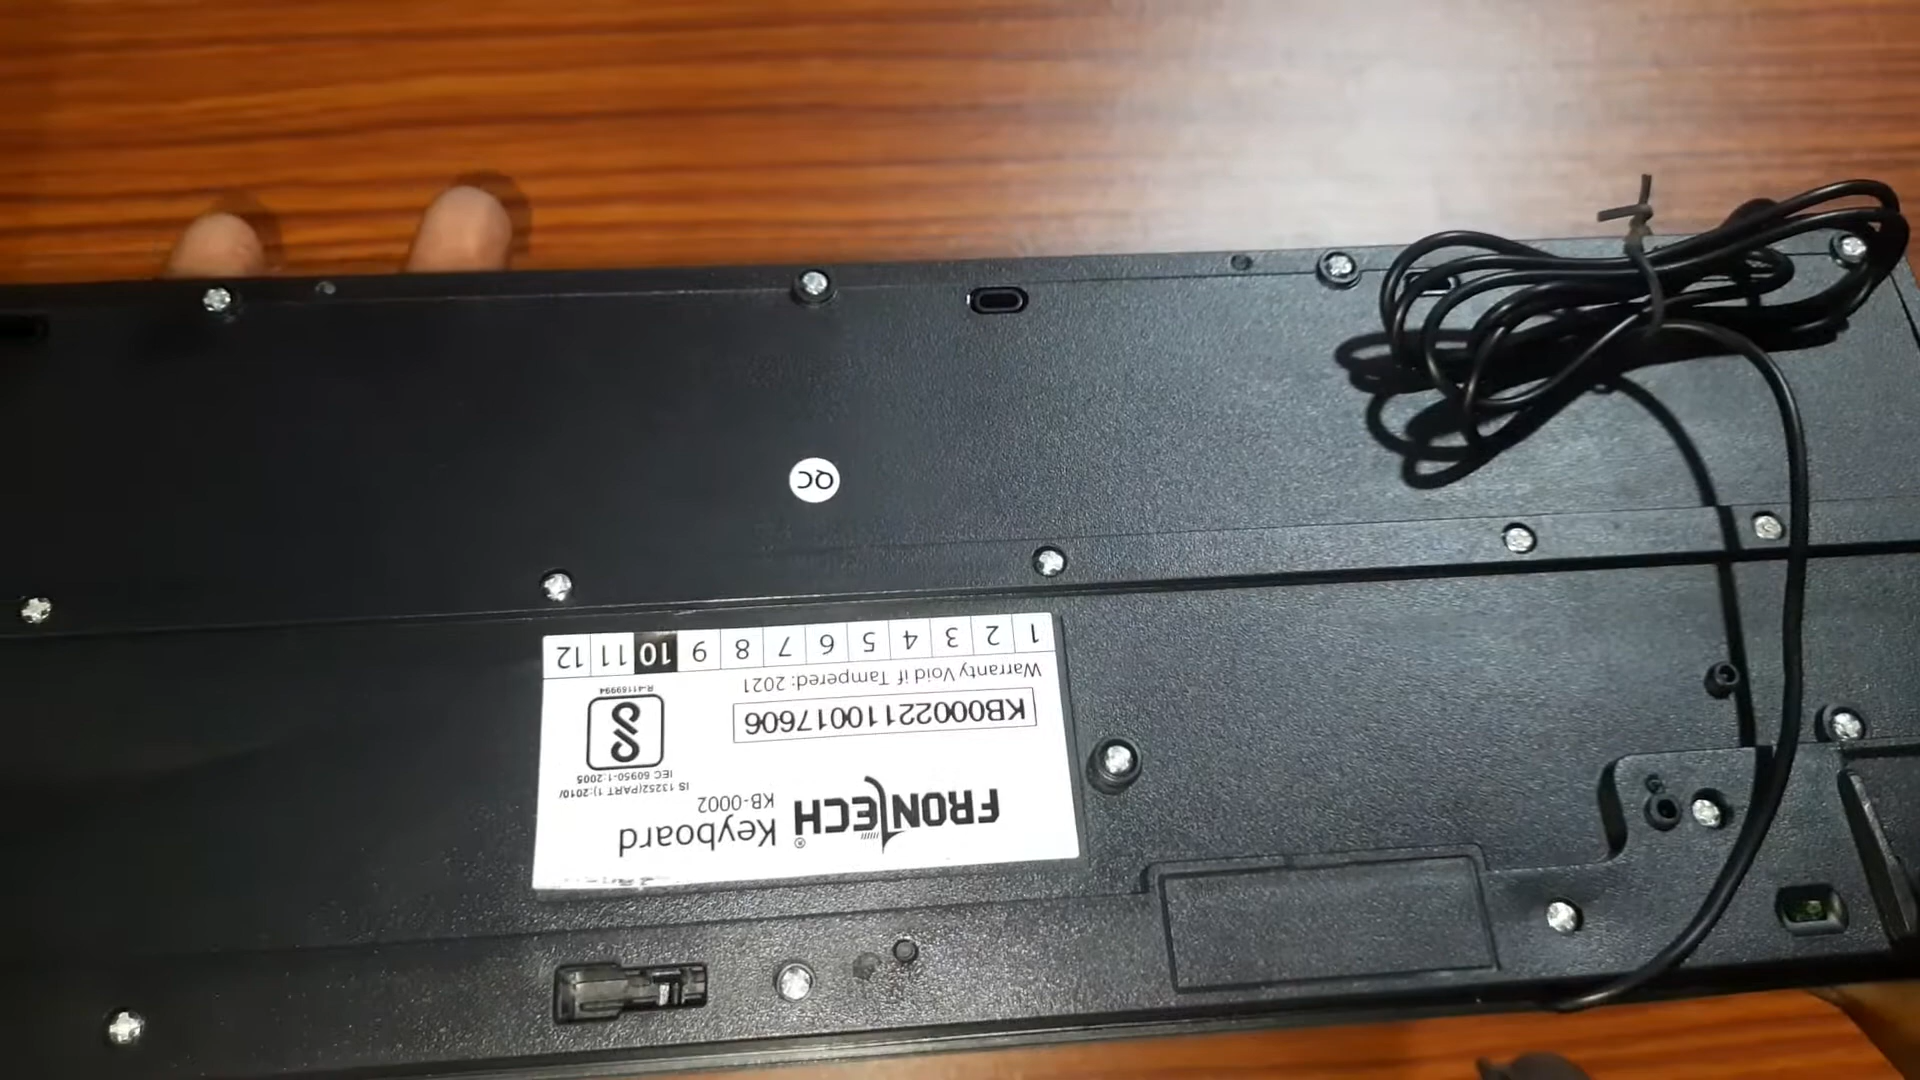 FRONTECH® Keyboard
KB-0002
IS 13252(PART 1):2010/
IEC 60950-1:2005
KB00022110017606
R-41169994
Warranty Void if Tampered: 2021
1 2 3 4 5 6 7 8 9 10 11 12
QC